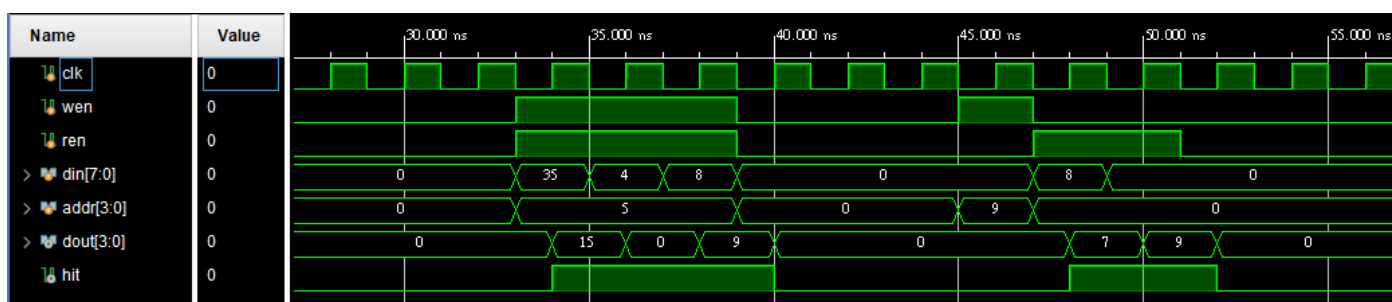 Name Value 30.000 ns 35.000 ns 40.000 ns 45.000 ns 50.000 ns 55.000 ns
clk 0
wen 0
ren 0
din[7:0] 0 0 35 4 8 0 8 0
addr[3:0] 0 0 5 0 9 0
dout[3:0] 0 0 15 0 9 0 7 9 0
hit 0